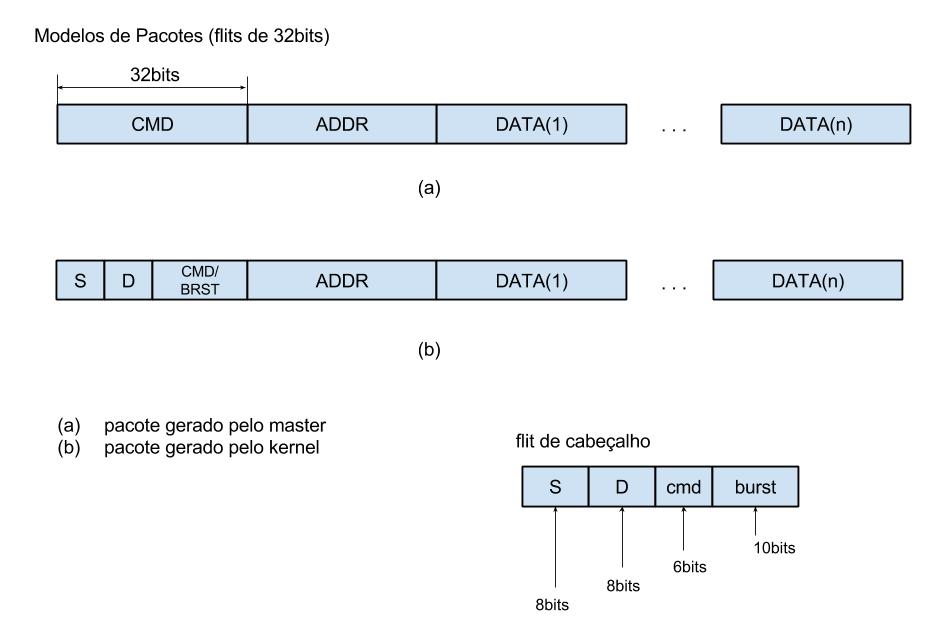 Modelos de Pacotes (flits de 32bits)
32bits
CMD ADDR DATA(1) . . . DATA(n)
(a)
S D CMD/ BRST ADDR DATA(1) . . . DATA(n)
(b)
(a) pacote gerado pelo master
(b) pacote gerado pelo kernel
flit de cabeçalho
S D cmd burst
10bits
6bits
8bits
8bits